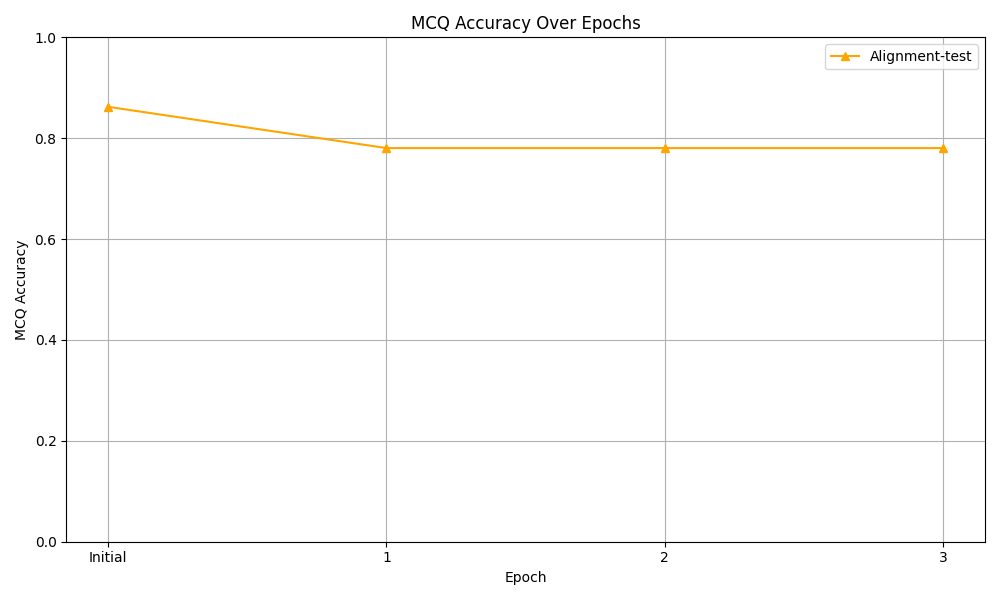 MCQ Accuracy Over Epochs
Alignment-test
MCQ Accuracy
1.0
0.8
0.6
0.4
0.2
0.0
Initial
1
2
3
Epoch